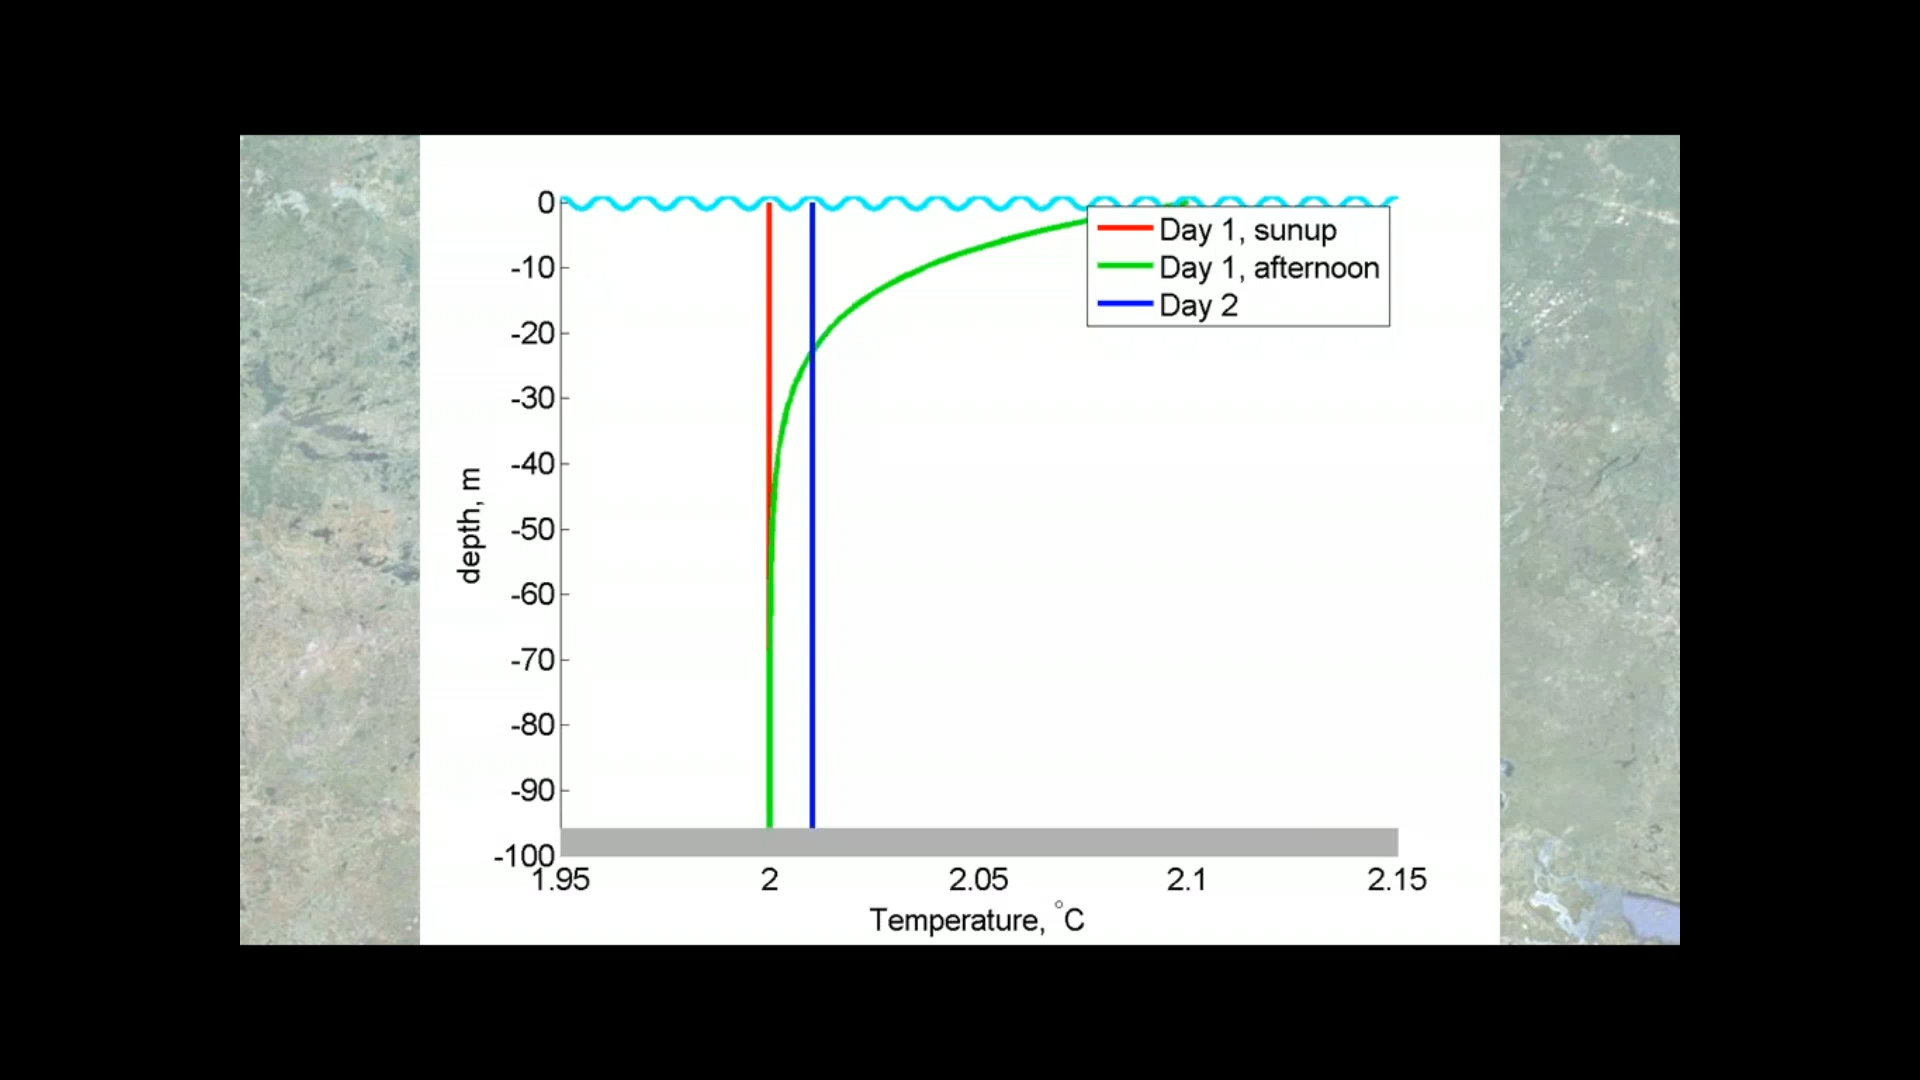 0
-10
-20
-30
-40
-50
-60
-70
-80
-90
-100
depth, m
Day 1, sunup
Day 1, afternoon
Day 2
1.95 2 2.05 2.1 2.15
Temperature, °C